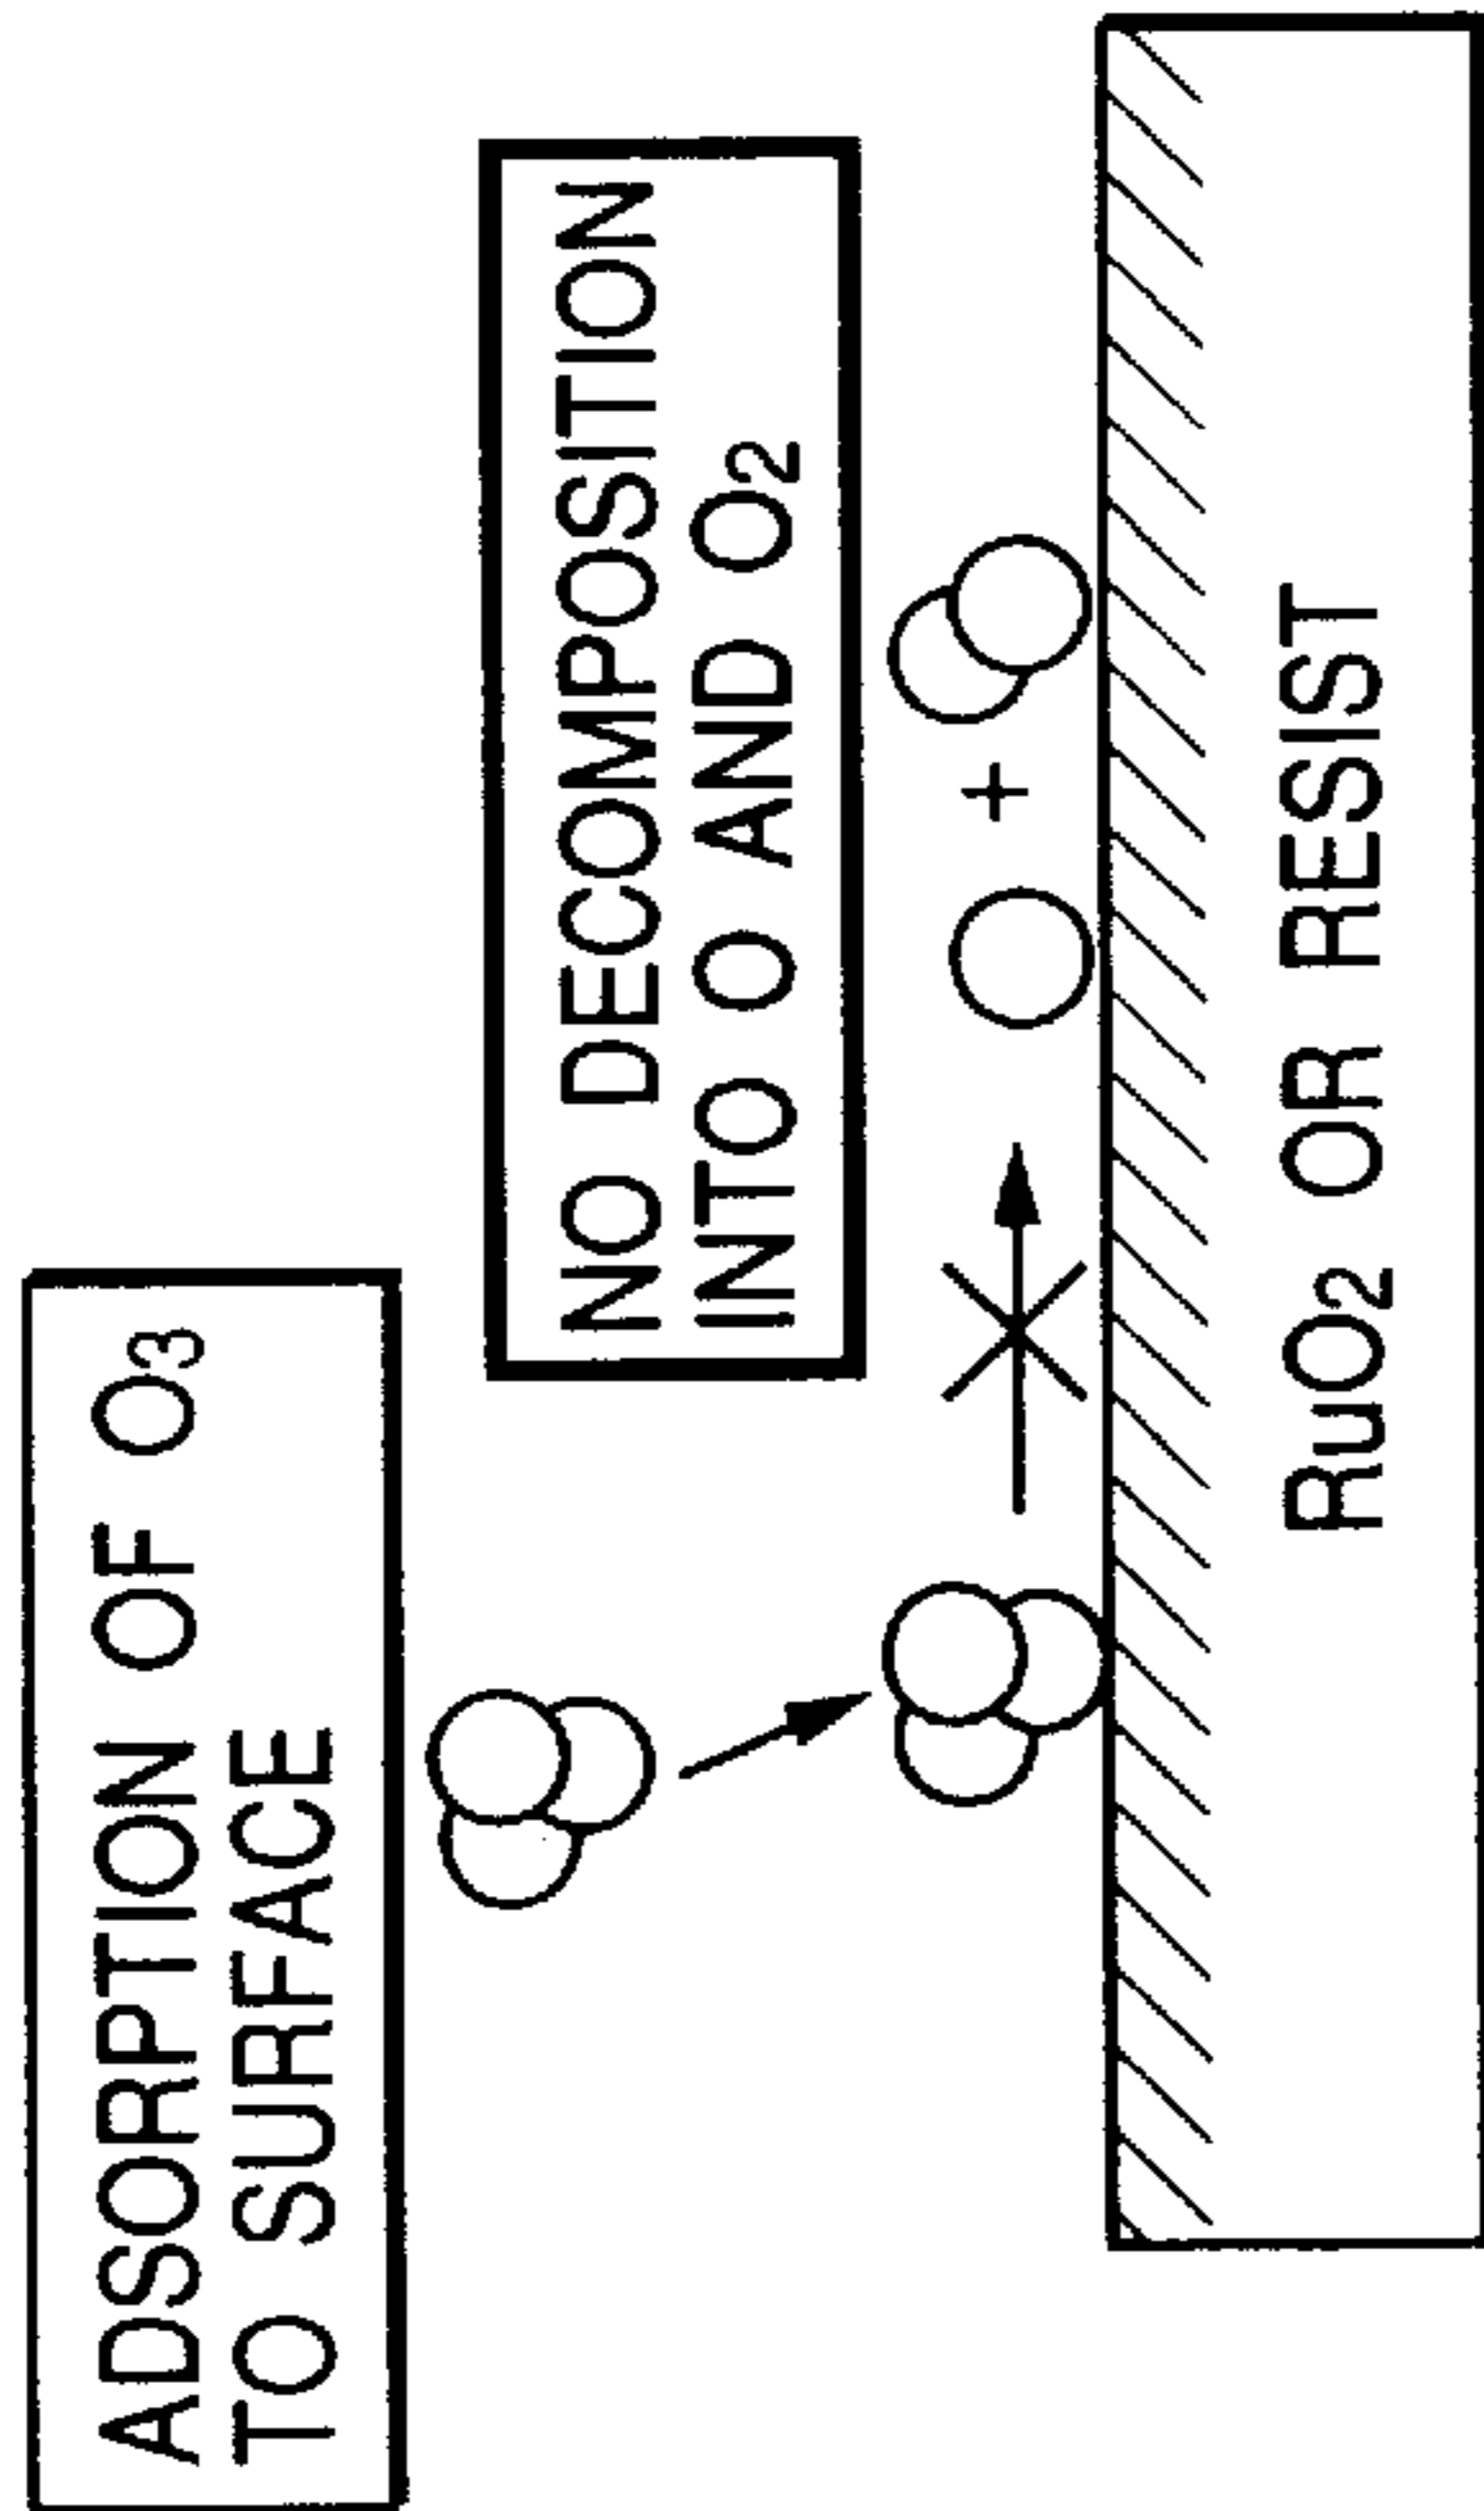 ADSORPTION OF O₃
TO SURFACE
NO DECOMPOSITION
INTO O AND O₂
+
RuO₂ OR RESIST